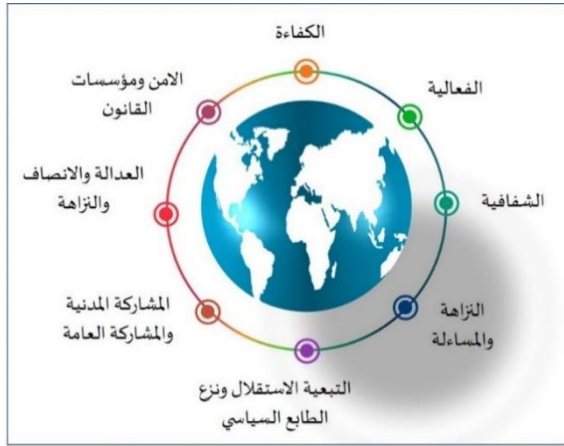 الكفاءة
الفعالية
الشفافية
النزاهة
والمساءلة
التبعية الاستقلال ونزع
الطابع السياسي
المشاركة المدنية
والمشاركة العامة
العدالة والانصاف
والنزاهة
الامن ومؤسسات
القانون